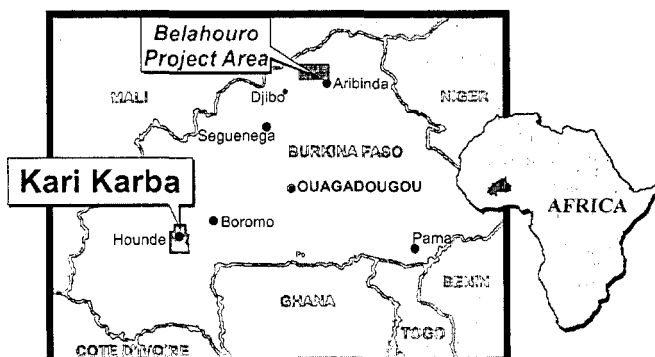 Belahouro
Project Area
MALI
Djibo
Aribinda
NIGER
Seguenega
BURKINA FASO
Kari Karba
OUAGADOUGOU
AFRICA
Boromo
Hounde
Pama
Po
BENIN
GHANA
TOGO
COTE D'IVOIRE